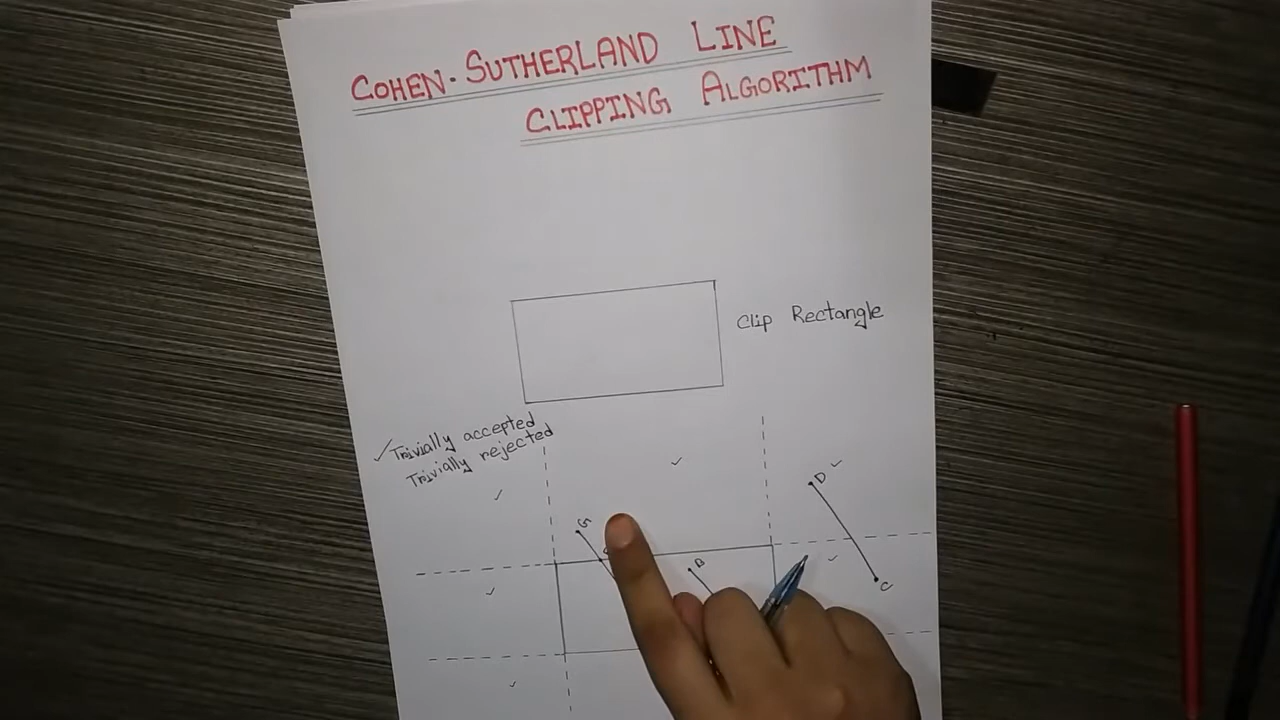 COHEN-SUTHERLAND LINE
CLIPPING ALGORITHM
Clip Rectangle
✓Trivially accepted
Trivially rejected
D
G
B
C